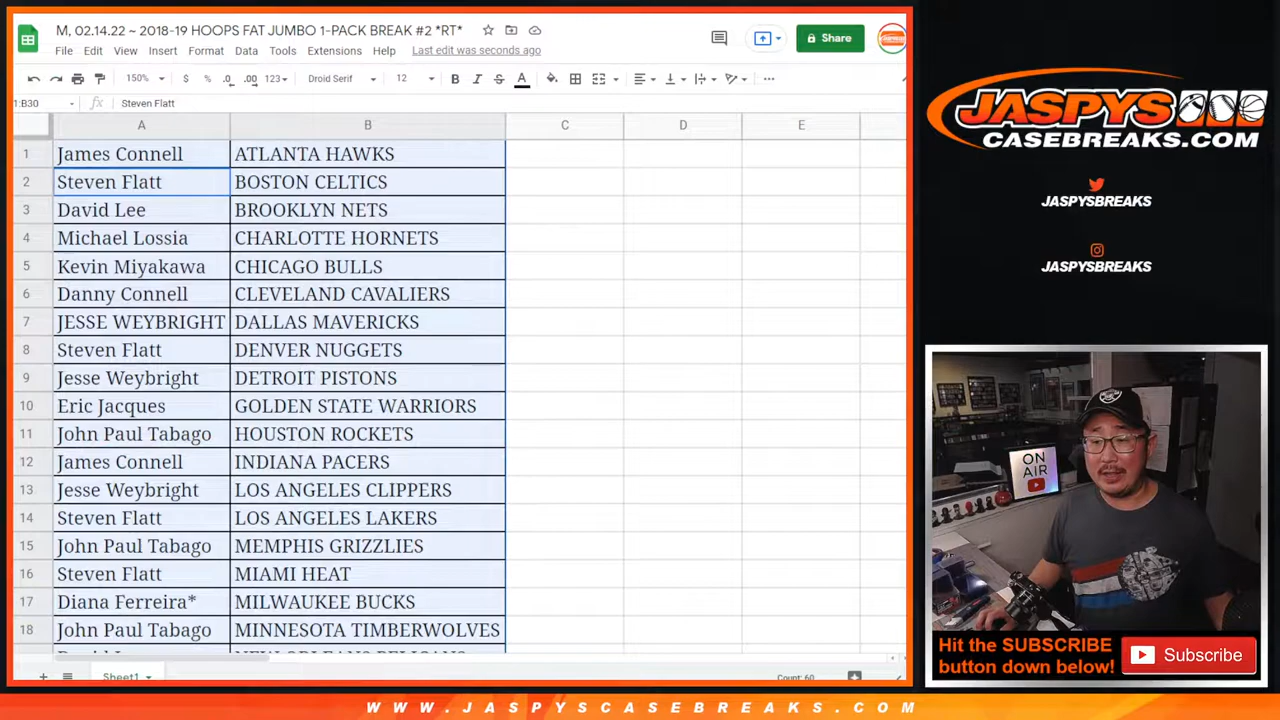 M, 02.14.22 ~ 2018-19 HOOPS FAT JUMBO 1-PACK BREAK #2 *RT*
File Edit View Insert Format Data Tools Extensions Help Last edit was seconds ago
Share
150% $ % .0 .00 123 Droid Serif 12 B I S A
1:B30 fx Steven Flatt
A B C D E
1 James Connell ATLANTA HAWKS
2 Steven Flatt BOSTON CELTICS
3 David Lee BROOKLYN NETS
4 Michael Lossia CHARLOTTE HORNETS
5 Kevin Miyakawa CHICAGO BULLS
6 Danny Connell CLEVELAND CAVALIERS
7 JESSE WEYBRIGHT DALLAS MAVERICKS
8 Steven Flatt DENVER NUGGETS
9 Jesse Weybright DETROIT PISTONS
10 Eric Jacques GOLDEN STATE WARRIORS
11 John Paul Tabago HOUSTON ROCKETS
12 James Connell INDIANA PACERS
13 Jesse Weybright LOS ANGELES CLIPPERS
14 Steven Flatt LOS ANGELES LAKERS
15 John Paul Tabago MEMPHIS GRIZZLIES
16 Steven Flatt MIAMI HEAT
17 Diana Ferreira* MILWAUKEE BUCKS
18 John Paul Tabago MINNESOTA TIMBERWOLVES
Sheet1
Count: 60
JASPYS
CASEBREAKS.COM
JASPYSBREAKS
JASPYSBREAKS
ON
AIR
Hit the SUBSCRIBE
button down below!
Subscribe
WWW.JASPYSCASEBREAKS.COM